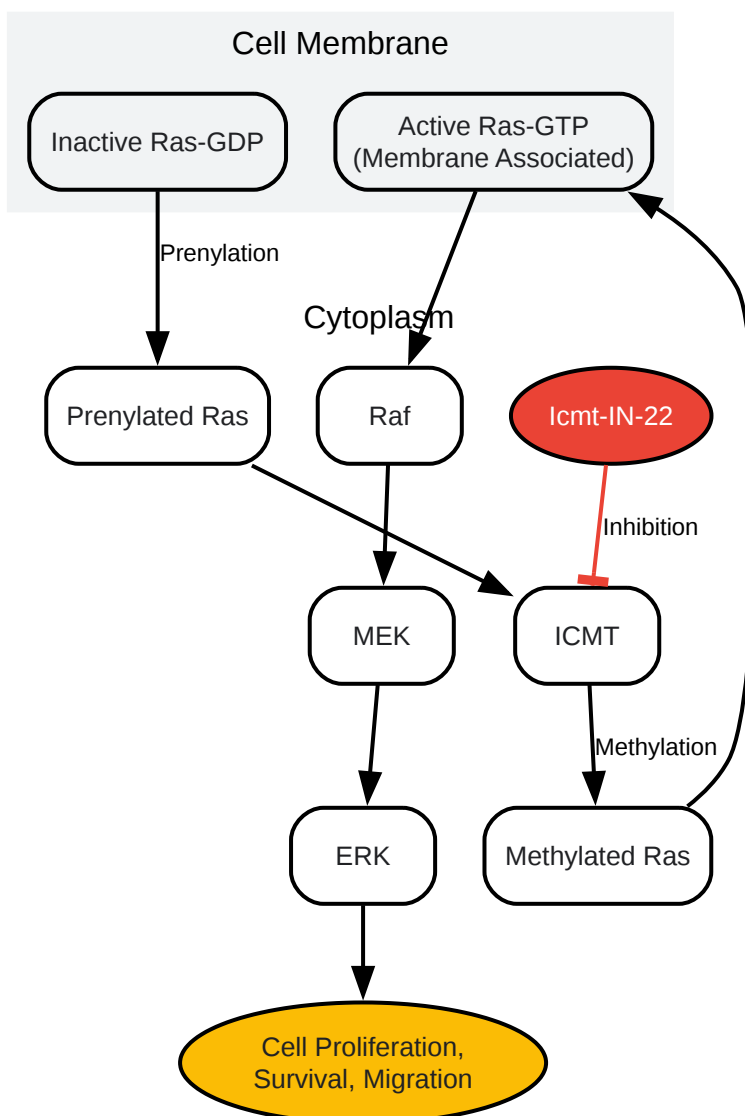 Cell Membrane
Inactive Ras-GDP
Active Ras-GTP
(Membrane Associated)
Prenylation
Cytoplasm
Prenylated Ras
Raf
Icmt-IN-22
Inhibition
MEK
ICMT
Methylation
ERK
Methylated Ras
Cell Proliferation,
Survival, Migration